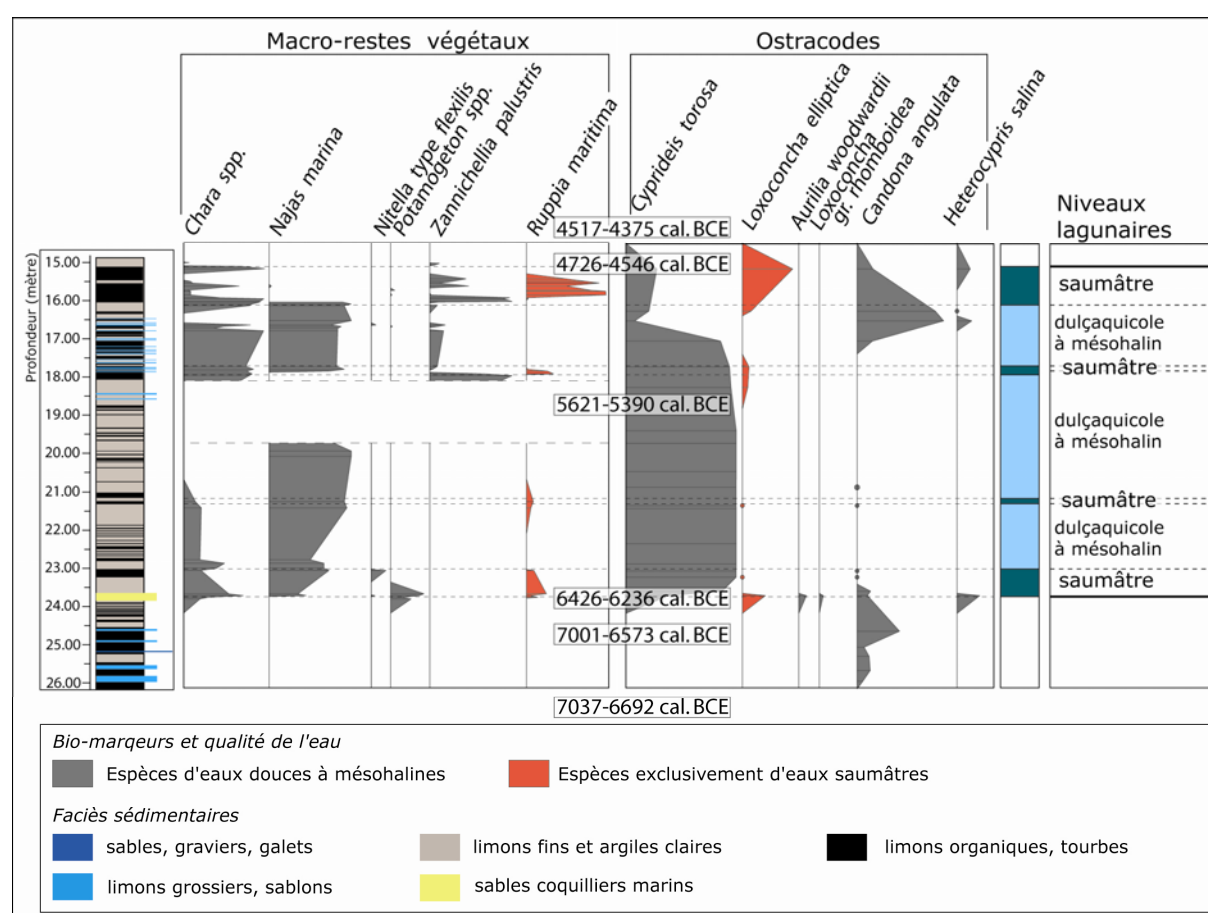 Macro-restes végétaux
Ostracodes
Chara spp.
Najas marina
Nitella type flexilis
Potamogeton spp.
Zannichellia palustris
Ruppia maritima
Cyprideis torosa
Loxoconcha elliptica
Aurilia woodwardii
Loxoconcha
gr. rhomboidea
Candona angulata
Heterocypris salina
Niveaux
lagunaires
Profondeur (mètre)
15.00
16.00
17.00
18.00
19.00
20.00
21.00
22.00
23.00
24.00
25.00
26.00
4517-4375 cal. BCE
4726-4546 cal. BCE
5621-5390 cal. BCE
6426-6236 cal. BCE
7001-6573 cal. BCE
7037-6692 cal. BCE
saumâtre
dulçaquicole
à mésohalin
saumâtre
dulçaquicole
à mésohalin
saumâtre
dulçaquicole
à mésohalin
saumâtre
Bio-marqeurs et qualité de l'eau
Espèces d'eaux douces à mésohalines
Espèces exclusivement d'eaux saumâtres
Faciès sédimentaires
sables, graviers, galets
limons fins et argiles claires
limons organiques, tourbes
limons grossiers, sablons
sables coquilliers marins